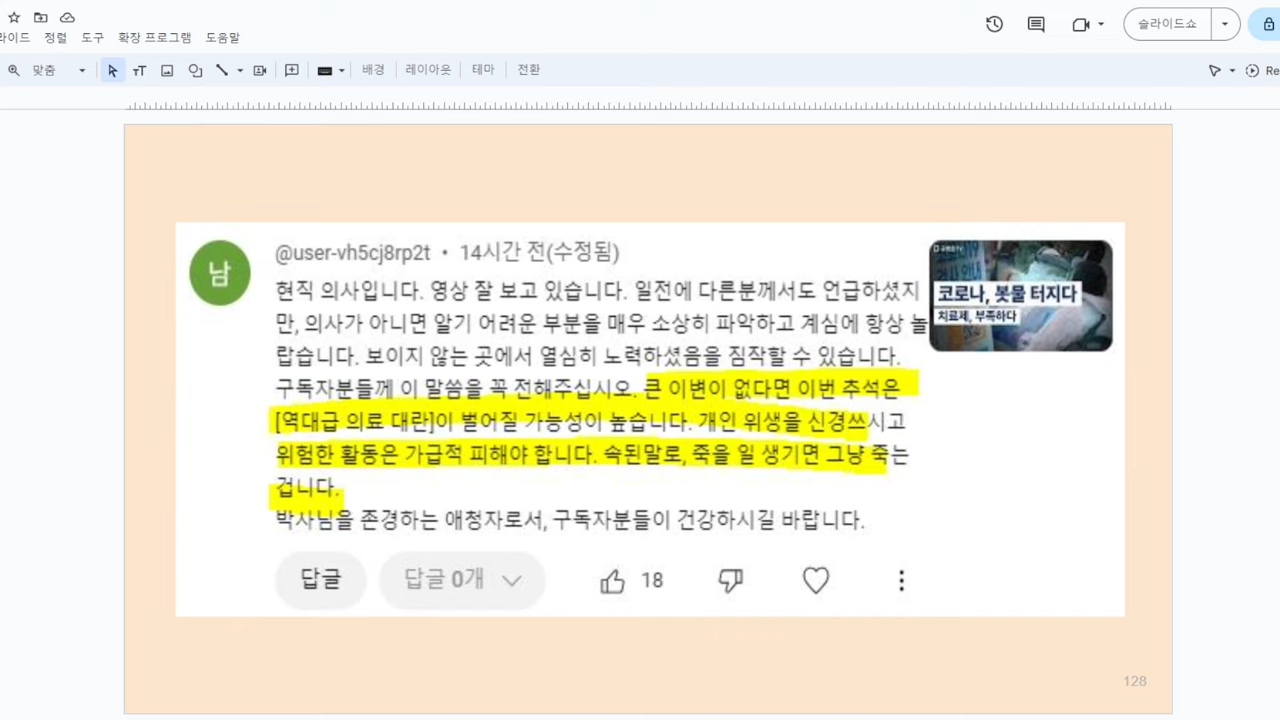 라이드 정렬 도구 확장 프로그램 도움말
슬라이드쇼
맞춤
배경 레이아웃 테마 전환
Re
남
@user-vh5cj8rp2t • 14시간 전(수정됨)
현직 의사입니다. 영상 잘 보고 있습니다. 일전에 다른분께서도 언급하셨지
만, 의사가 아니면 알기 어려운 부분을 매우 소상히 파악하고 계심에 항상 놀
랍습니다. 보이지 않는 곳에서 열심히 노력하셨음을 짐작할 수 있습니다.
구독자분들께 이 말씀을 꼭 전해주십시오. 큰 이변이 없다면 이번 추석은
[역대급 의료 대란]이 벌어질 가능성이 높습니다. 개인 위생을 신경쓰시고
위험한 활동은 가급적 피해야 합니다. 속된말로, 죽을 일 생기면 그냥 죽는
겁니다.
박사님을 존경하는 애청자로서, 구독자분들이 건강하시길 바랍니다.
답글 답글 0개 18
코로나, 봇물 터지다
치료제, 부족하다
128